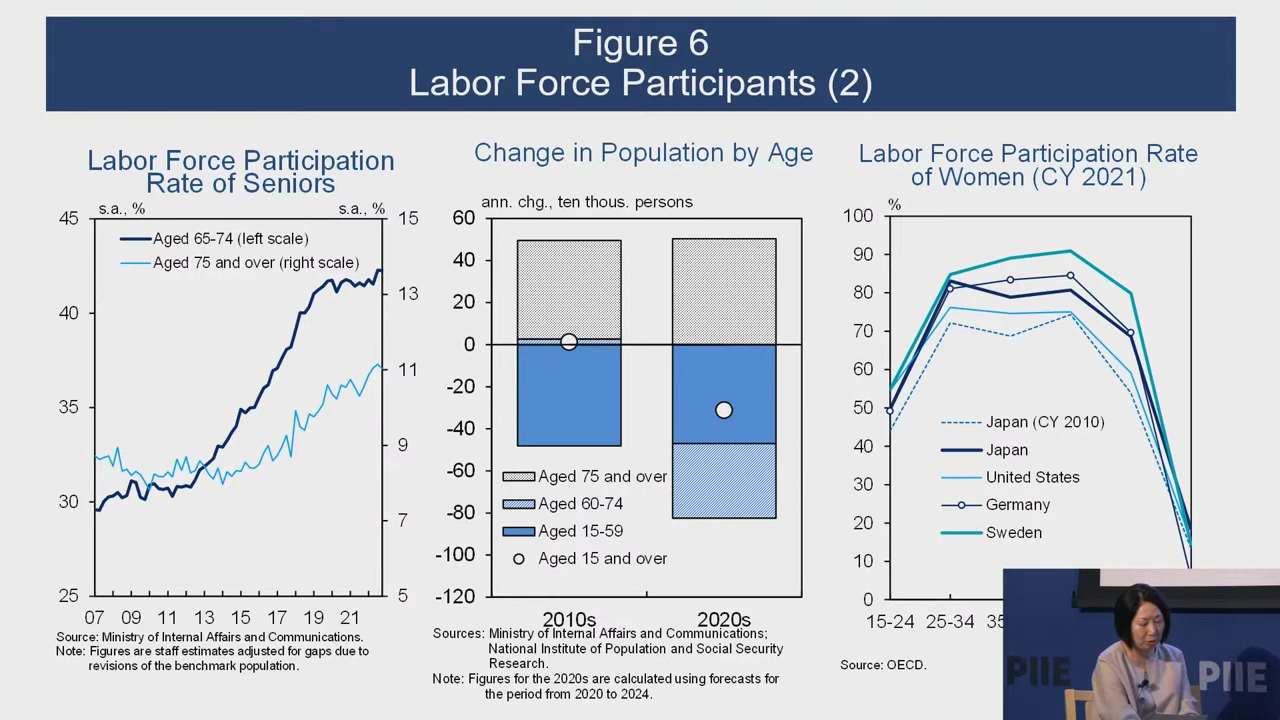 Figure 6
Labor Force Participants (2)
Labor Force Participation
Rate of Seniors
s.a., %
s.a., %
45
40
35
30
25
15
13
11
9
7
5
Aged 65-74 (left scale)
Aged 75 and over (right scale)
07 09 11 13 15 17 19 21
Source: Ministry of Internal Affairs and Communications.
Note: Figures are staff estimates adjusted for gaps due to
revisions of the benchmark population.
Change in Population by Age
ann. chg., ten thous. persons
60
40
20
0
-20
-40
-60
-80
-100
-120
Aged 75 and over
Aged 60-74
Aged 15-59
Aged 15 and over
2010s 2020s
Sources: Ministry of Internal Affairs and Communications;
National Institute of Population and Social Security
Research.
Note: Figures for the 2020s are calculated using forecasts for
the period from 2020 to 2024.
Labor Force Participation Rate
of Women (CY 2021)
%
100
90
80
70
60
50
40
30
20
10
0
Japan (CY 2010)
Japan
United States
Germany
Sweden
15-24 25-34
Source: OECD.
PIIE
PIIE